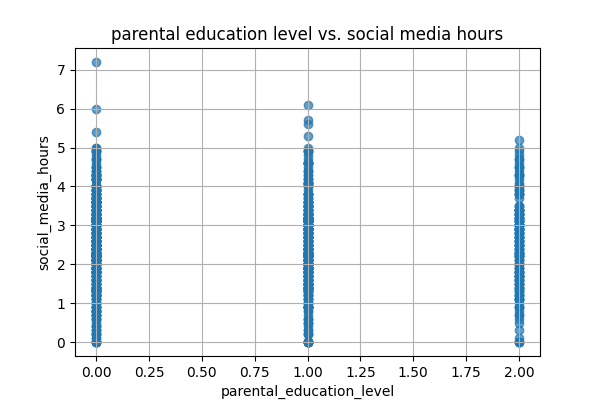 parental education level vs. social media hours
7
6
5
4
3
2
1
0
social_media_hours
0.00 0.25 0.50 0.75 1.00 1.25 1.50 1.75 2.00
parental_education_level